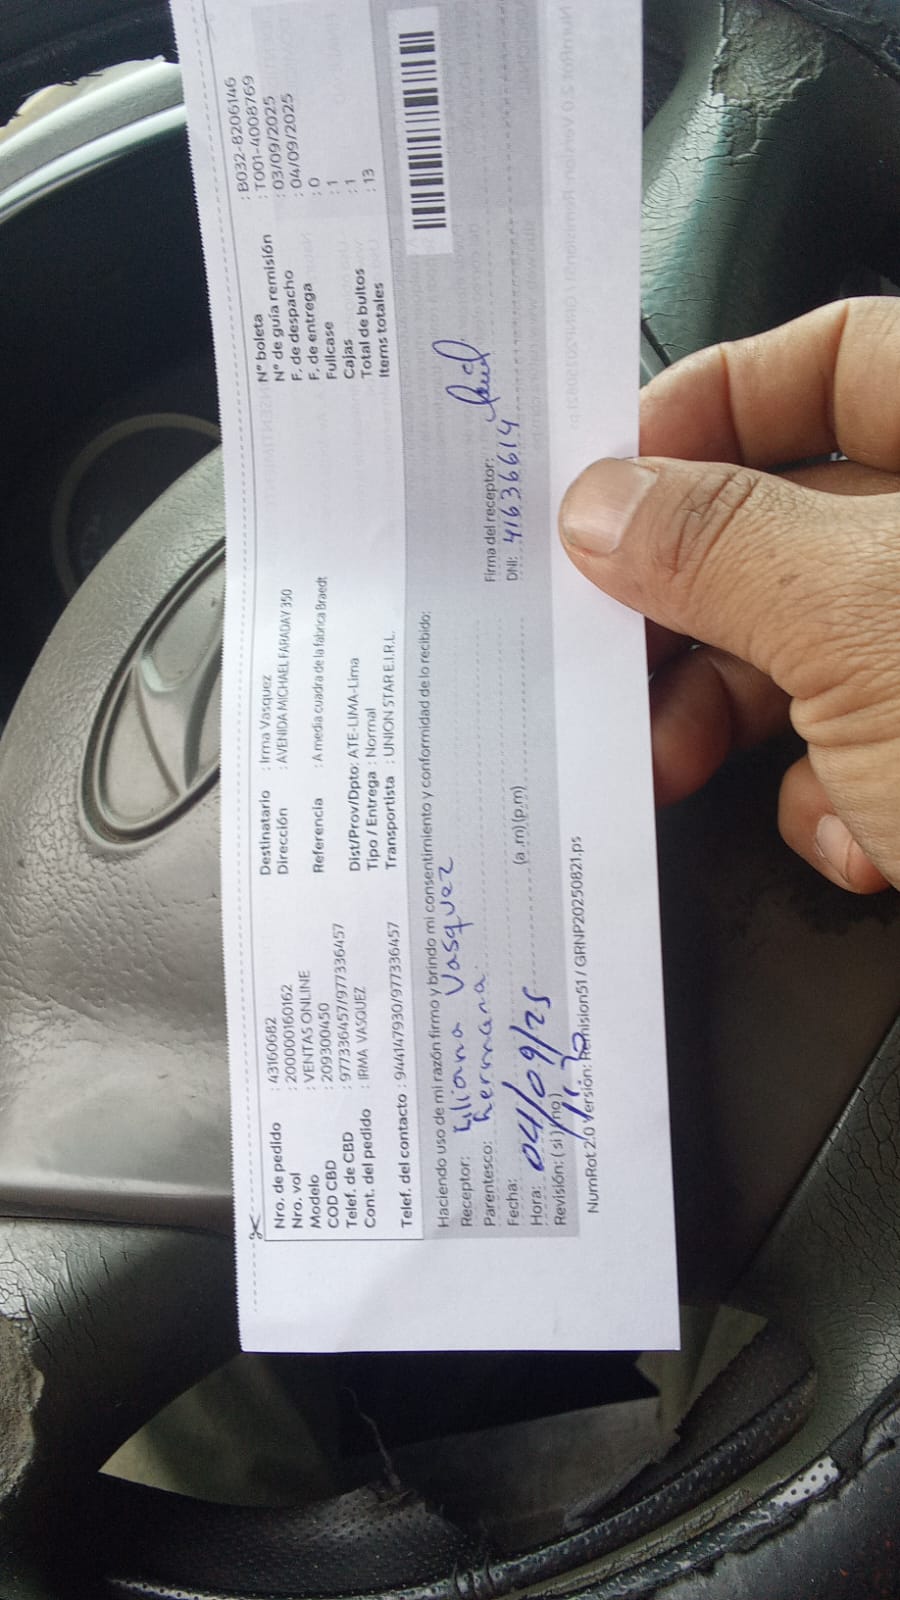 Nro. de pedido : 43160682
Nro. vol : 200000160162
Modelo : VENTAS ONLINE
COD CBD : 209300450
Telef. de CBD : 977336457/977336457
Cont. del pedido : IRMA VASQUEZ
Telef. del contacto : 944147930/977336457
Destinatario : Irma Vasquez
Dirección : AVENIDA MICHAEL FARADAY 350
Referencia : A media cuadra de la fabrica Braedt
Dist/Prov/Dpto: ATE-LIMA-Lima
Tipo / Entrega : Normal
Transportista : UNION STAR E.I.R.L.
N° boleta : B032-8206146
N° de guía remisión : T001-4008769
F. de despacho : 03/09/2025
F. de entrega : 04/09/2025
Fullcase : 0
Cajas : 1
Total de bultos : 1
Items totales : 13
Haciendo uso de mi razón firmo y brindo mi consentimiento y conformidad de lo recibido:
Receptor: Liliana Vasquez
Parentesco: hermana
Fecha: 04/09/25
Hora: (a.m)(p.m)
Revisión: ( si ) (no)
Firma del receptor:
DNI: 41636614
NumRot 2.0 Versión: Remision51 / GRNP20250821.ps